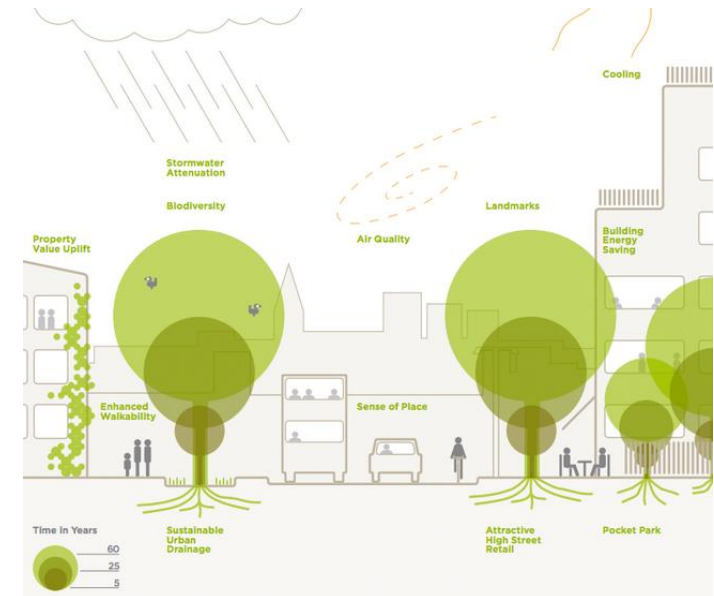 Cooling
Stormwater
Attenuation
Biodiversity
Landmarks
Property
Value Uplift
Air Quality
Building
Energy
Saving
Enhanced
Walkability
Sense of Place
Time in Years
60
25
5
Sustainable
Urban
Drainage
Attractive
High Street
Retail
Pocket Park